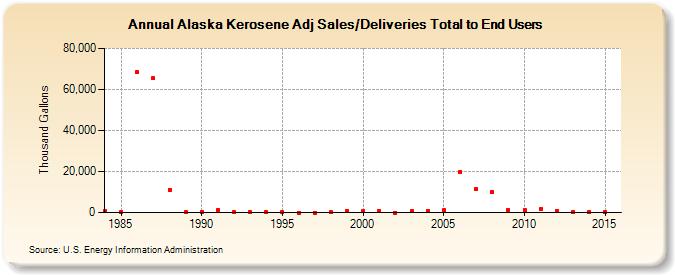 Annual Alaska Kerosene Adj Sales/Deliveries Total to End Users
Thousand Gallons
80,000
60,000
40,000
20,000
0
1985 1990 1995 2000 2005 2010 2015
Source: U.S. Energy Information Administration